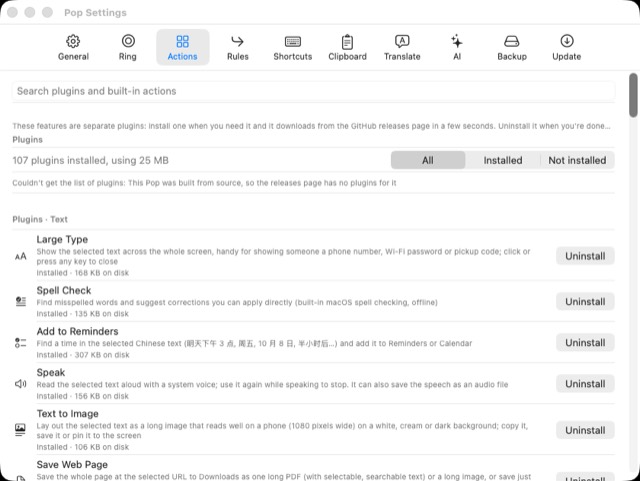 Pop Settings
General
Ring
Actions
Rules
Shortcuts
Clipboard
Translate
AI
Backup
Update
Search plugins and built-in actions
These features are separate plugins: install one when you need it and it downloads from the GitHub releases page in a few seconds. Uninstall it when you're done...
Plugins
107 plugins installed, using 25 MB
All
Installed
Not installed
Couldn't get the list of plugins: This Pop was built from source, so the releases page has no plugins for it
Plugins · Text
Large Type
Show the selected text across the whole screen, handy for showing someone a phone number, Wi-Fi password or pickup code; click or
press any key to close
Installed · 168 KB on disk
Uninstall
Spell Check
Find misspelled words and suggest corrections you can apply directly (built-in macOS spell checking, offline)
Installed · 135 KB on disk
Uninstall
Add to Reminders
Find a time in the selected Chinese text (明天下午 3 点, 周五, 10 月 8 日, 半小时后...) and add it to Reminders or Calendar
Installed · 307 KB on disk
Uninstall
Speak
Read the selected text aloud with a system voice; use it again while speaking to stop. It can also save the speech as an audio file
Installed · 156 KB on disk
Uninstall
Text to Image
Lay out the selected text as a long image that reads well on a phone (1080 pixels wide) on a white, cream or dark background; copy it,
save it or pin it to the screen
Installed · 106 KB on disk
Uninstall
Save Web Page
Save the whole page at the selected URL to Downloads as one long PDF (with selectable, searchable text) or a long image, or save just
Uninstall